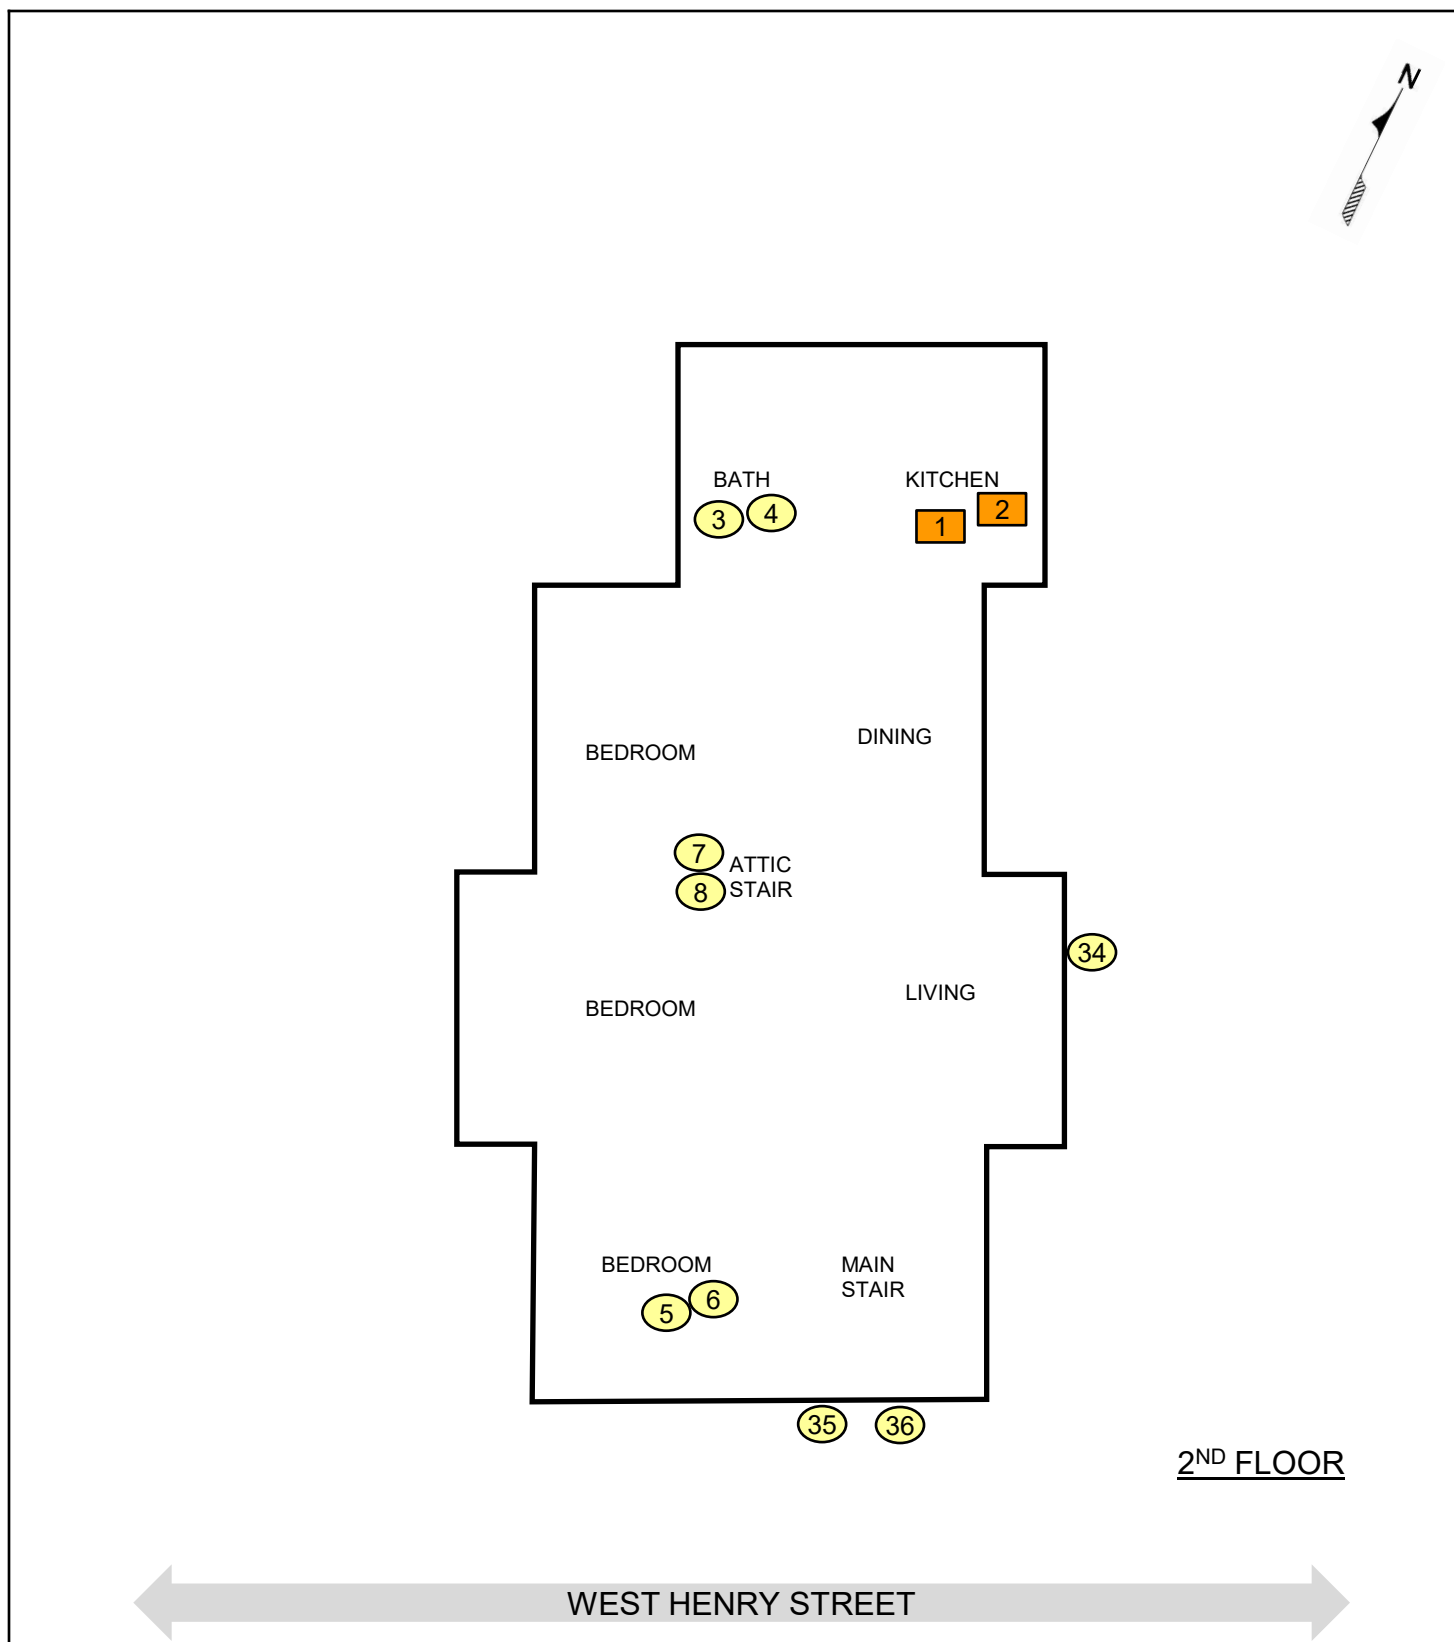 N
BATH
KITCHEN
3
4
1
2
BEDROOM
DINING
7
8
ATTIC
STAIR
34
BEDROOM
LIVING
BEDROOM
5
6
MAIN
STAIR
35
36
2ND FLOOR
WEST HENRY STREET